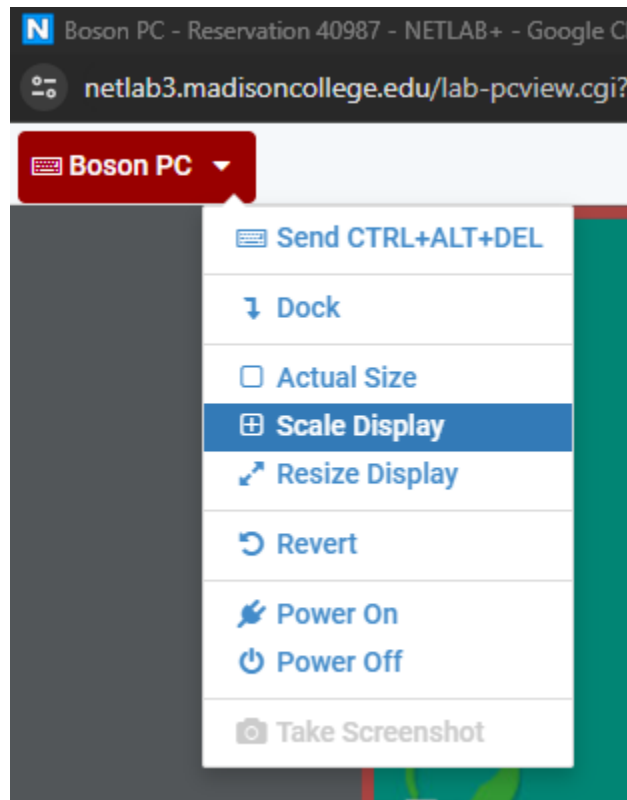 Boson PC - Reservation 40987 - NETLAB+ - Google
netlab3.madisoncollege.edu/lab-pcview.cgi?
Boson PC
Send CTRL+ALT+DEL
Dock
Actual Size
Scale Display
Resize Display
Revert
Power On
Power Off
Take Screenshot